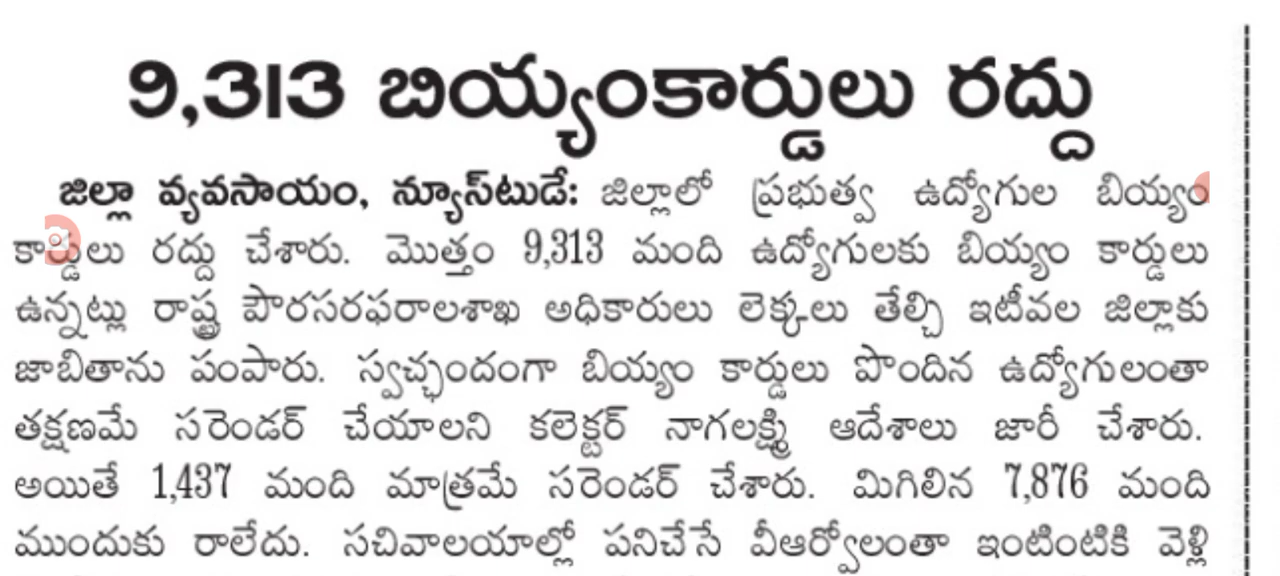 9,313 బియ్యంకార్డులు రద్దు
జిల్లా వ్యవసాయం, న్యూస్‌టుడే: జిల్లాలో ప్రభుత్వ ఉద్యోగుల బియ్యం
కార్డులు రద్దు చేశారు. మొత్తం 9,313 మంది ఉద్యోగులకు బియ్యం కార్డులు
ఉన్నట్లు రాష్ట్ర పౌరసరఫరాలశాఖ అధికారులు లెక్కలు తేల్చి ఇటీవల జిల్లాకు
జాబితాను పంపారు. స్వచ్ఛందంగా బియ్యం కార్డులు పొందిన ఉద్యోగులంతా
తక్షణమే సరెండర్ చేయాలని కలెక్టర్ నాగలక్ష్మి ఆదేశాలు జారీ చేశారు.
అయితే 1,437 మంది మాత్రమే సరెండర్ చేశారు. మిగిలిన 7,876 మంది
ముందుకు రాలేదు. సచివాలయాల్లో పనిచేసే వీఆర్వోలంతా ఇంటింటికి వెళ్లి